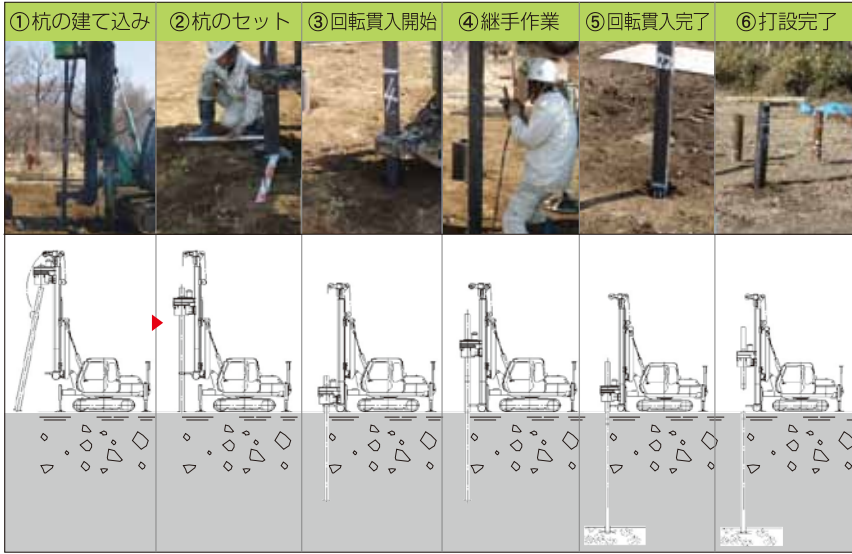 ①杭の建て込み
②杭のセット
③回転貫入開始
④継手作業
⑤回転貫入完了
⑥打設完了